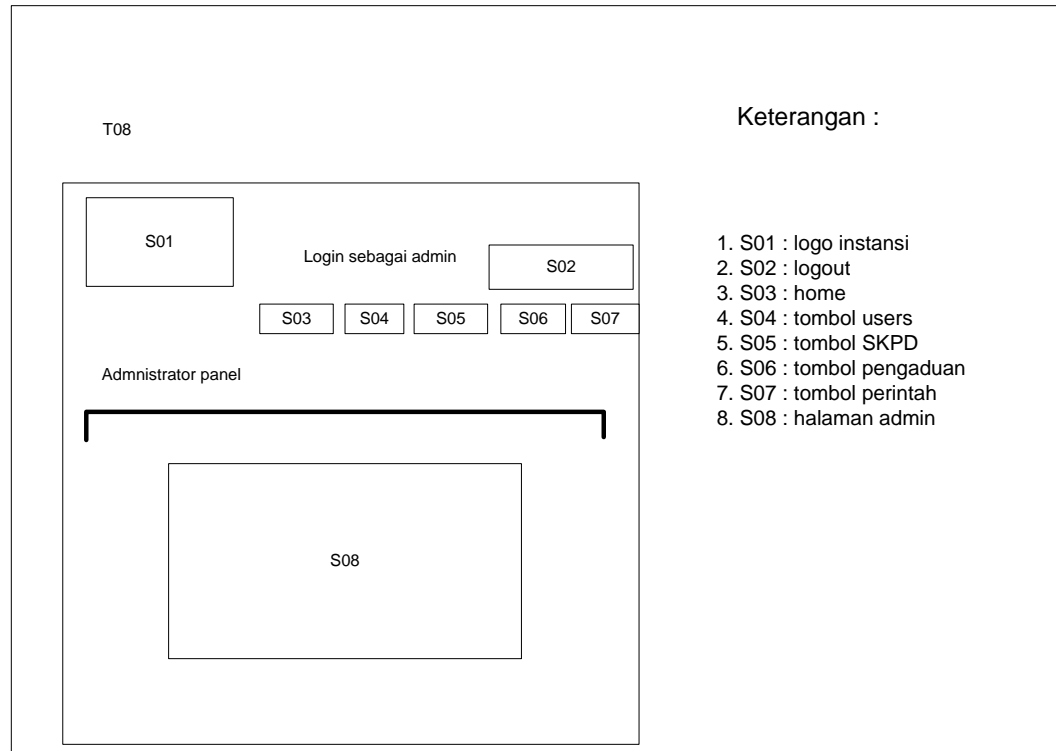 T08
Keterangan :
S01
Login sebagai admin
S02
S03 S04 S05 S06 S07
Admnistrator panel
S08
1. S01 : logo instansi
2. S02 : logout
3. S03 : home
4. S04 : tombol users
5. S05 : tombol SKPD
6. S06 : tombol pengaduan
7. S07 : tombol perintah
8. S08 : halaman admin